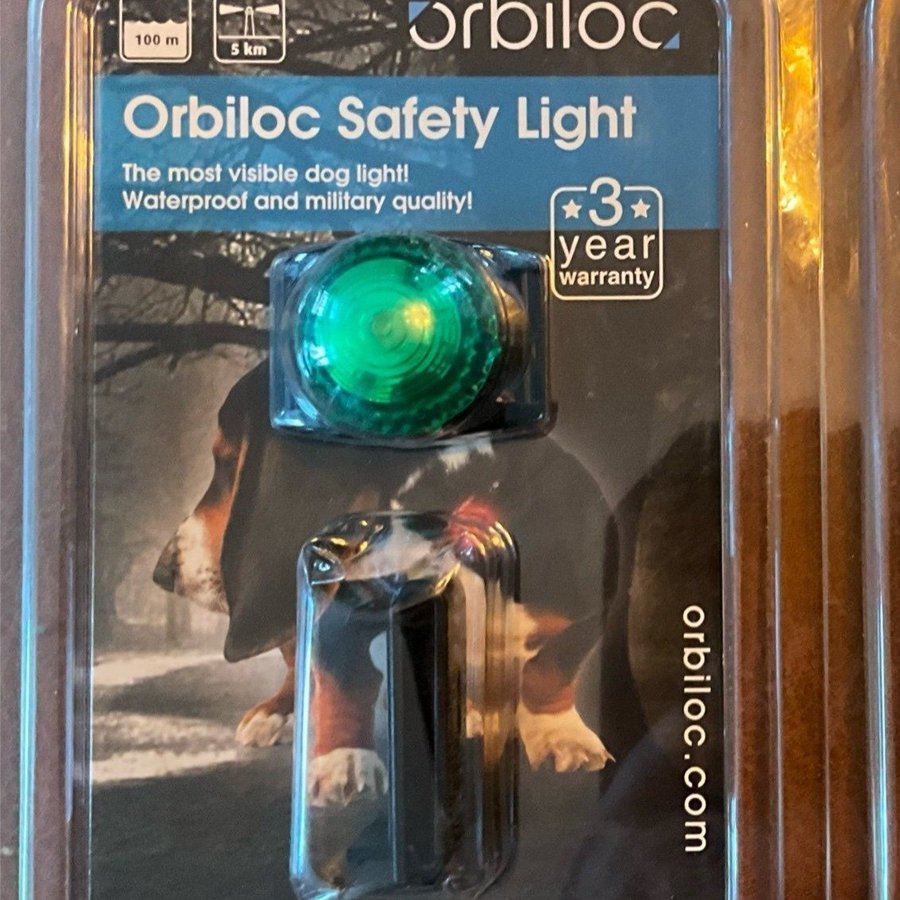 100 m
5 km
orbiloc
Orbiloc Safety Light
The most visible dog light!
Waterproof and military quality!
3
year
warranty
orbiloc.com